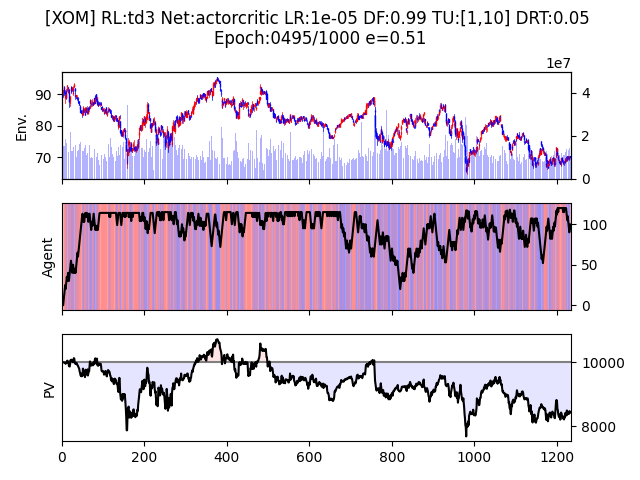 [XOM] RL:td3 Net:actorcritic LR:1e-05 DF:0.99 TU:[1,10] DRT:0.05
Epoch:0495/1000 e=0.51
1e7
Env.
90
80
70
4
2
0
Agent
100
50
0
PV
10000
8000
0 200 400 600 800 1000 1200